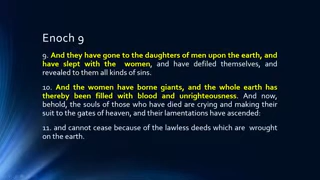 Enoch 9
9. And they have gone to the daughters of men upon the earth, and
have slept with the women, and have defiled themselves, and
revealed to them all kinds of sins.
10. And the women have borne giants, and the whole earth has
thereby been filled with blood and unrighteousness. And now,
behold, the souls of those who have died are crying and making their
suit to the gates of heaven, and their lamentations have ascended:
11. and cannot cease because of the lawless deeds which are wrought
on the earth.